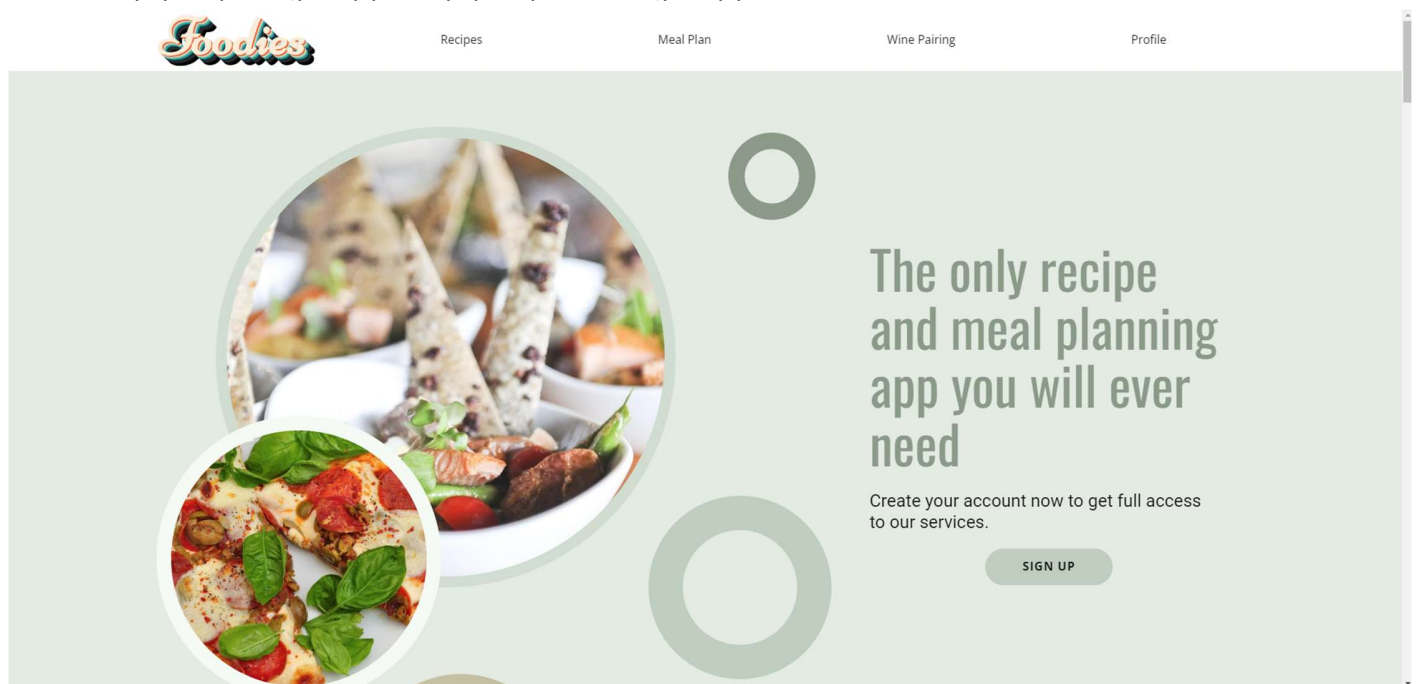 Foodies
Recipes
Meal Plan
Wine Pairing
Profile
The only recipe
and meal planning
app you will ever
need
Create your account now to get full access
to our services.
SIGN UP